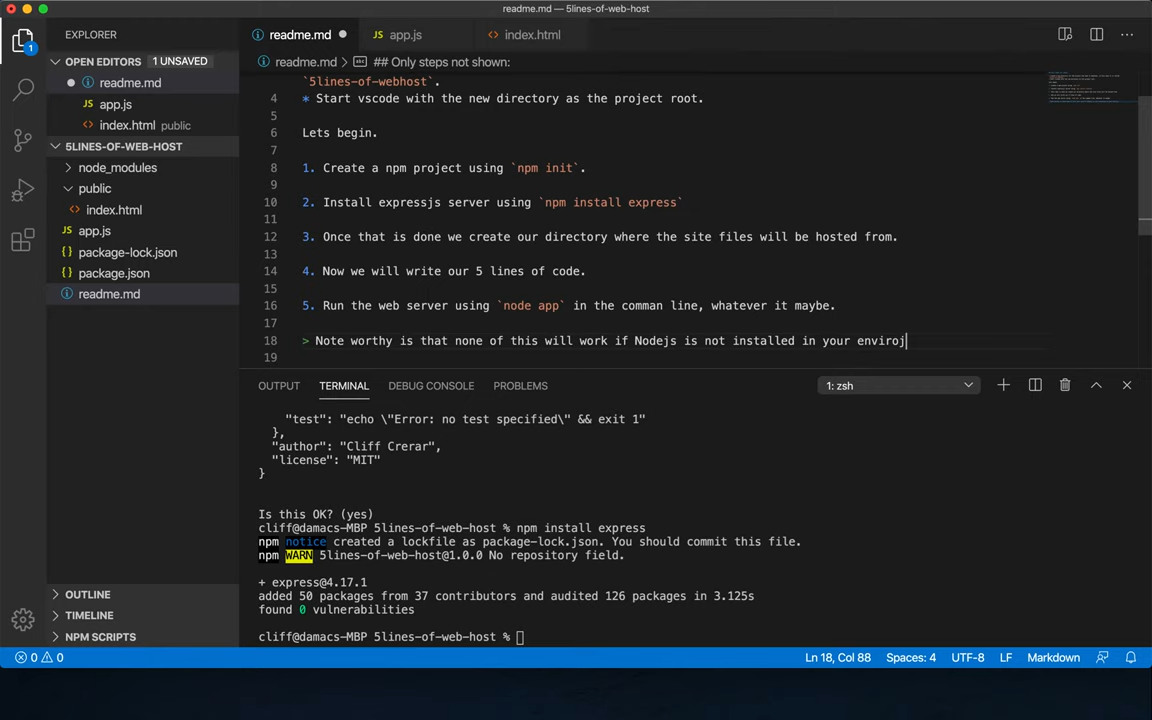 readme.md — 5lines-of-web-host
EXPLORER
readme.md
app.js
index.html
OPEN EDITORS 1 UNSAVED
readme.md
app.js
index.html public
5LINES-OF-WEB-HOST
node_modules
public
index.html
app.js
package-lock.json
package.json
readme.md
OUTLINE
TIMELINE
NPM SCRIPTS
1
readme.md > ## Only steps not shown:
`5lines-of-webhost`.
4 * Start vscode with the new directory as the project root.
5
6 Lets begin.
7
8 1. Create a npm project using `npm init`.
9
10 2. Install expressjs server using `npm install express`
11
12 3. Once that is done we create our directory where the site files will be hosted from.
13
14 4. Now we will write our 5 lines of code.
15
16 5. Run the web server using `node app` in the comman line, whatever it maybe.
17
18 > Note worthy is that none of this will work if Nodejs is not installed in your enviroj
19
OUTPUT TERMINAL DEBUG CONSOLE PROBLEMS 1: zsh
"test": "echo \"Error: no test specified\" && exit 1"
},
"author": "Cliff Crerar",
"license": "MIT"
}
Is this OK? (yes)
cliff@damacs-MBP 5lines-of-web-host % npm install express
npm notice created a lockfile as package-lock.json. You should commit this file.
npm WARN 5lines-of-web-host@1.0.0 No repository field.
+ express@4.17.1
added 50 packages from 37 contributors and audited 126 packages in 3.125s
found 0 vulnerabilities
cliff@damacs-MBP 5lines-of-web-host %
0 0 Ln 18, Col 88 Spaces: 4 UTF-8 LF Markdown